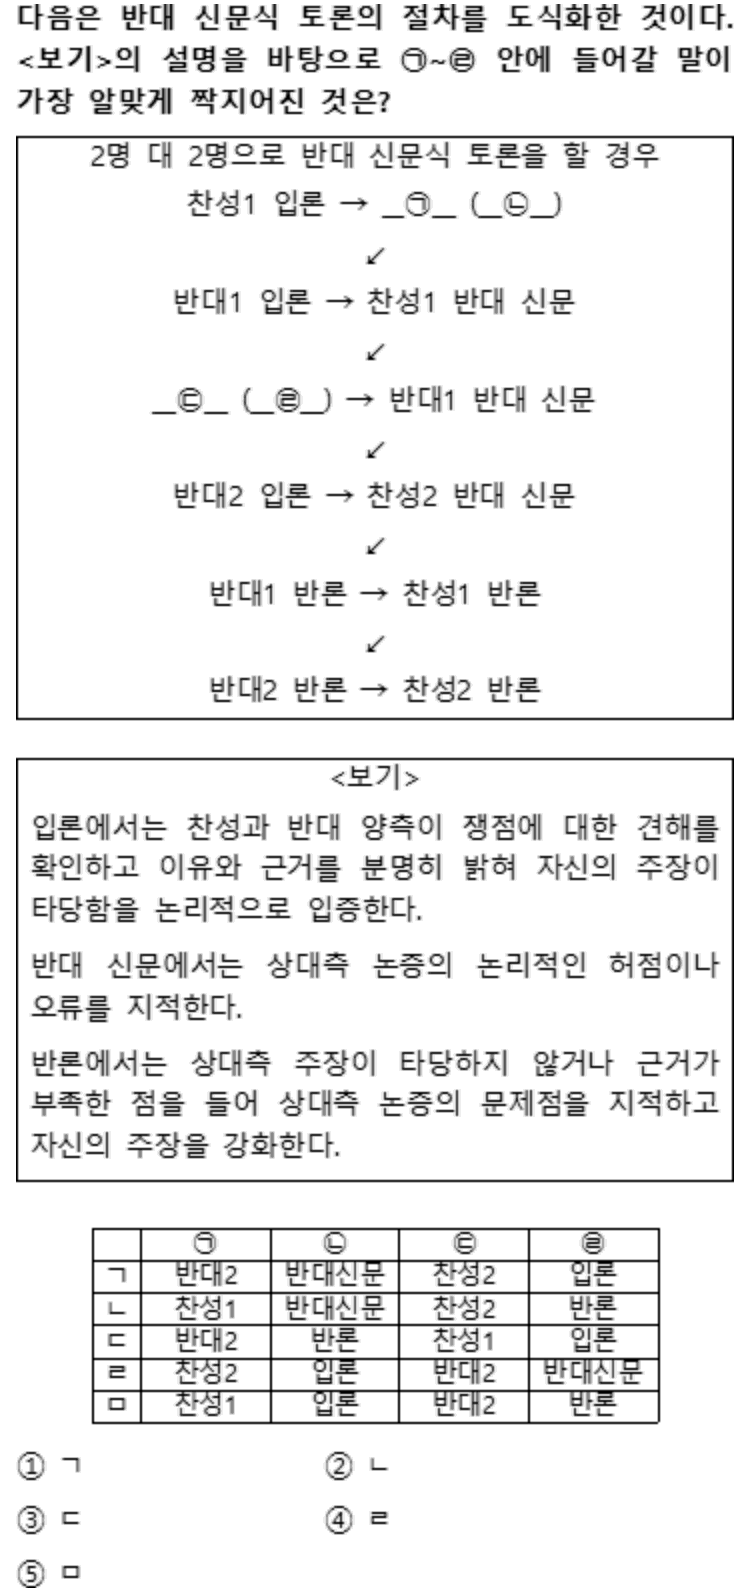 다음은 반대 신문식 토론의 절차를 도식화한 것이다.
<보기>의 설명을 바탕으로 ㉠~㉣ 안에 들어갈 말이
가장 알맞게 짝지어진 것은?
2명 대 2명으로 반대 신문식 토론을 할 경우
찬성1 입론 → __㉠__ (__㉡__)
↙
반대1 입론 → 찬성1 반대 신문
↙
__㉢__ (__㉣__) → 반대1 반대 신문
↙
반대2 입론 → 찬성2 반대 신문
↙
반대1 반론 → 찬성1 반론
↙
반대2 반론 → 찬성2 반론
<보기>
입론에서는 찬성과 반대 양측이 쟁점에 대한 견해를
확인하고 이유와 근거를 분명히 밝혀 자신의 주장이
타당함을 논리적으로 입증한다.
반대 신문에서는 상대측 논증의 논리적인 허점이나
오류를 지적한다.
반론에서는 상대측 주장이 타당하지 않거나 근거가
부족한 점을 들어 상대측 논증의 문제점을 지적하고
자신의 주장을 강화한다.
㉠ ㉡ ㉢ ㉣
ㄱ 반대2 반대신문 찬성2 입론
ㄴ 찬성1 반대신문 찬성2 반론
ㄷ 반대2 반론 찬성1 입론
ㄹ 찬성2 입론 반대2 반대신문
ㅁ 찬성1 입론 반대2 반론
① ㄱ ② ㄴ
③ ㄷ ④ ㄹ
⑤ ㅁ